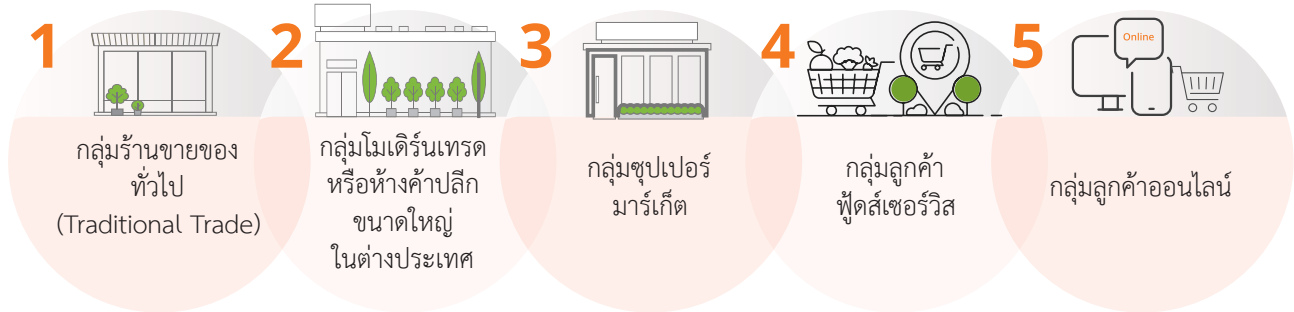 1
กลุ่มร้านขายของ
ทั่วไป
(Traditional Trade)
2
กลุ่มโมเดิร์นเทรด
หรือห้างค้าปลีก
ขนาดใหญ่
ในต่างประเทศ
3
กลุ่มซุปเปอร์
มาร์เก็ต
4
กลุ่มลูกค้า
ฟู้ดส์เซอร์วิส
5
Online
กลุ่มลูกค้าออนไลน์